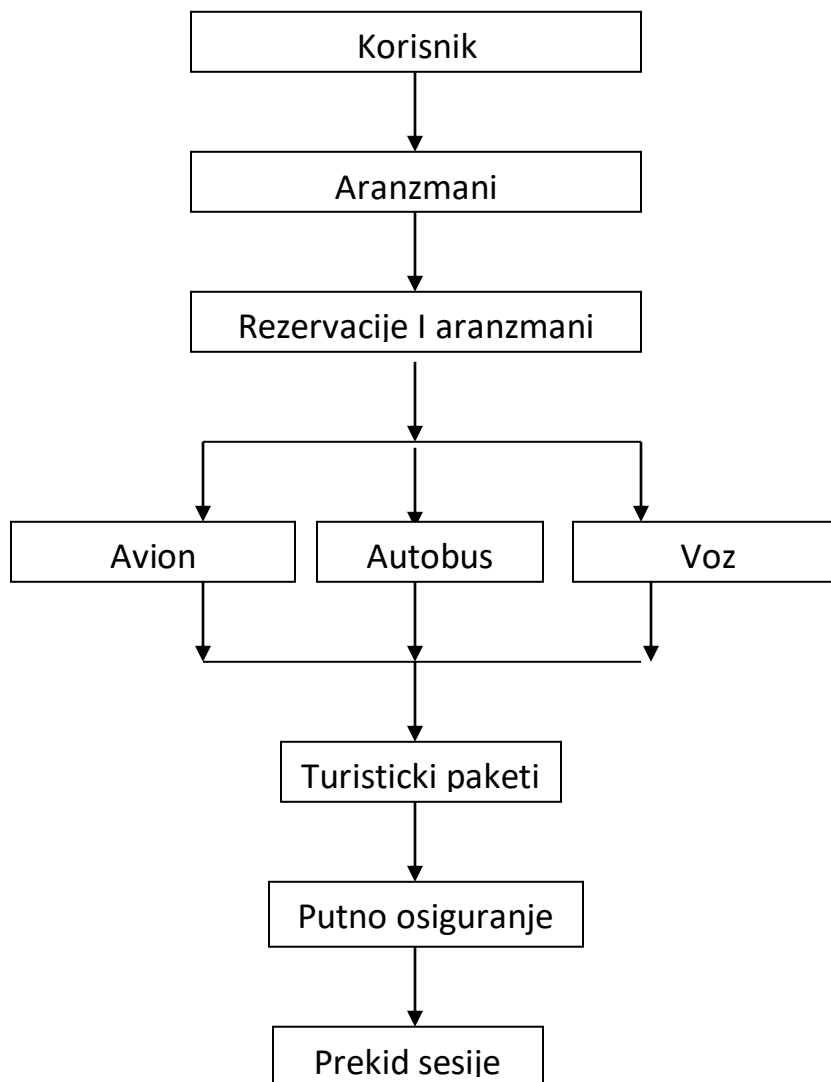 Korisnik
Aranzmani
Rezervacije I aranzmani
Avion
Autobus
Voz
Turisticki paketi
Putno osiguranje
Prekid sesije